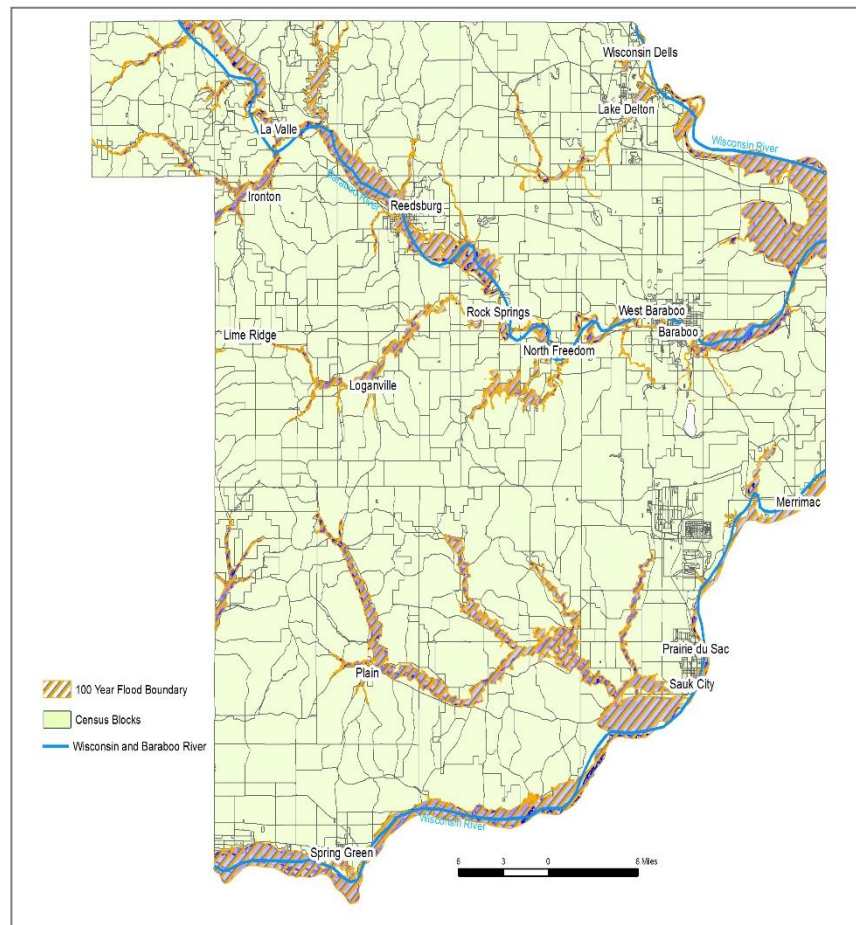 Wisconsin Dells
Lake Delton
Wisconsin River
La Valle
Baraboo River
Ironton
Reedsburg
Rock Springs
West Baraboo
Baraboo
Lime Ridge
North Freedom
Loganville
Merrimac
Prairie du Sac
Plain
Sauk City
100 Year Flood Boundary
Census Blocks
Wisconsin and Baraboo River
Wisconsin River
Spring Green
6 3 0 6 Miles